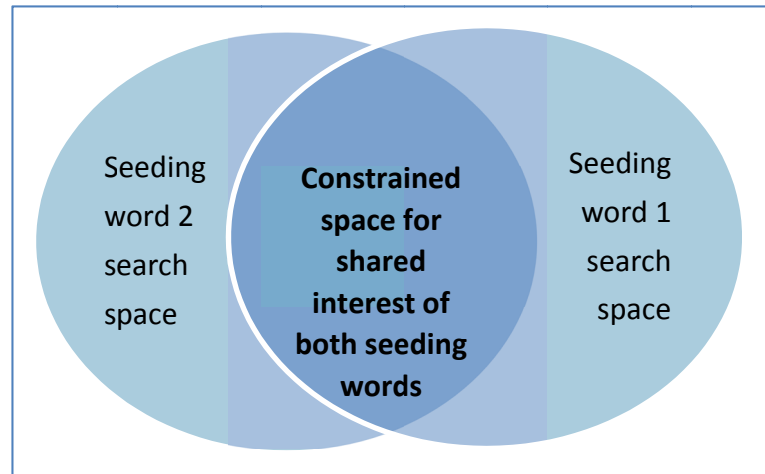 Seeding
word 2
search
space
Constrained
space for
shared
interest of
both seeding
words
Seeding
word 1
search
space